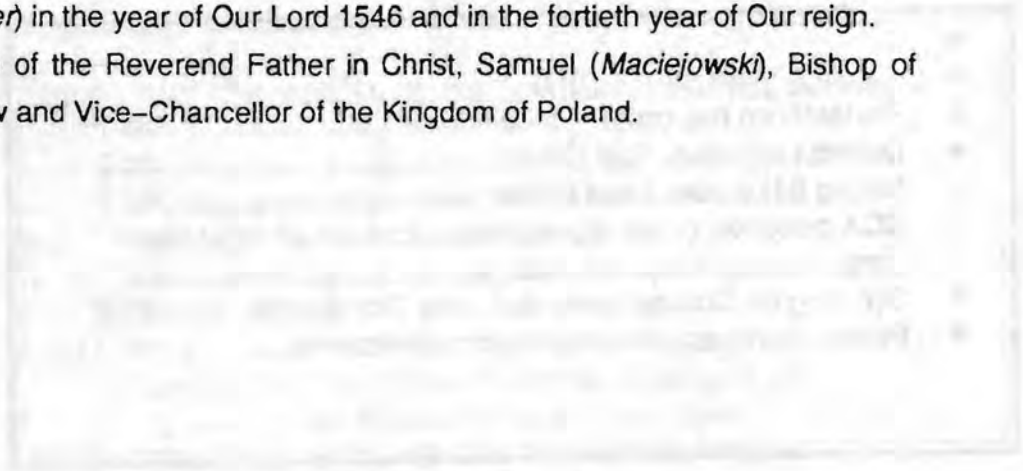 er) in the year of Our Lord 1546 and in the fortieth year of Our reign.
of the Reverend Father in Christ, Samuel (Maciejowski), Bishop of
and Vice–Chancellor of the Kingdom of Poland.